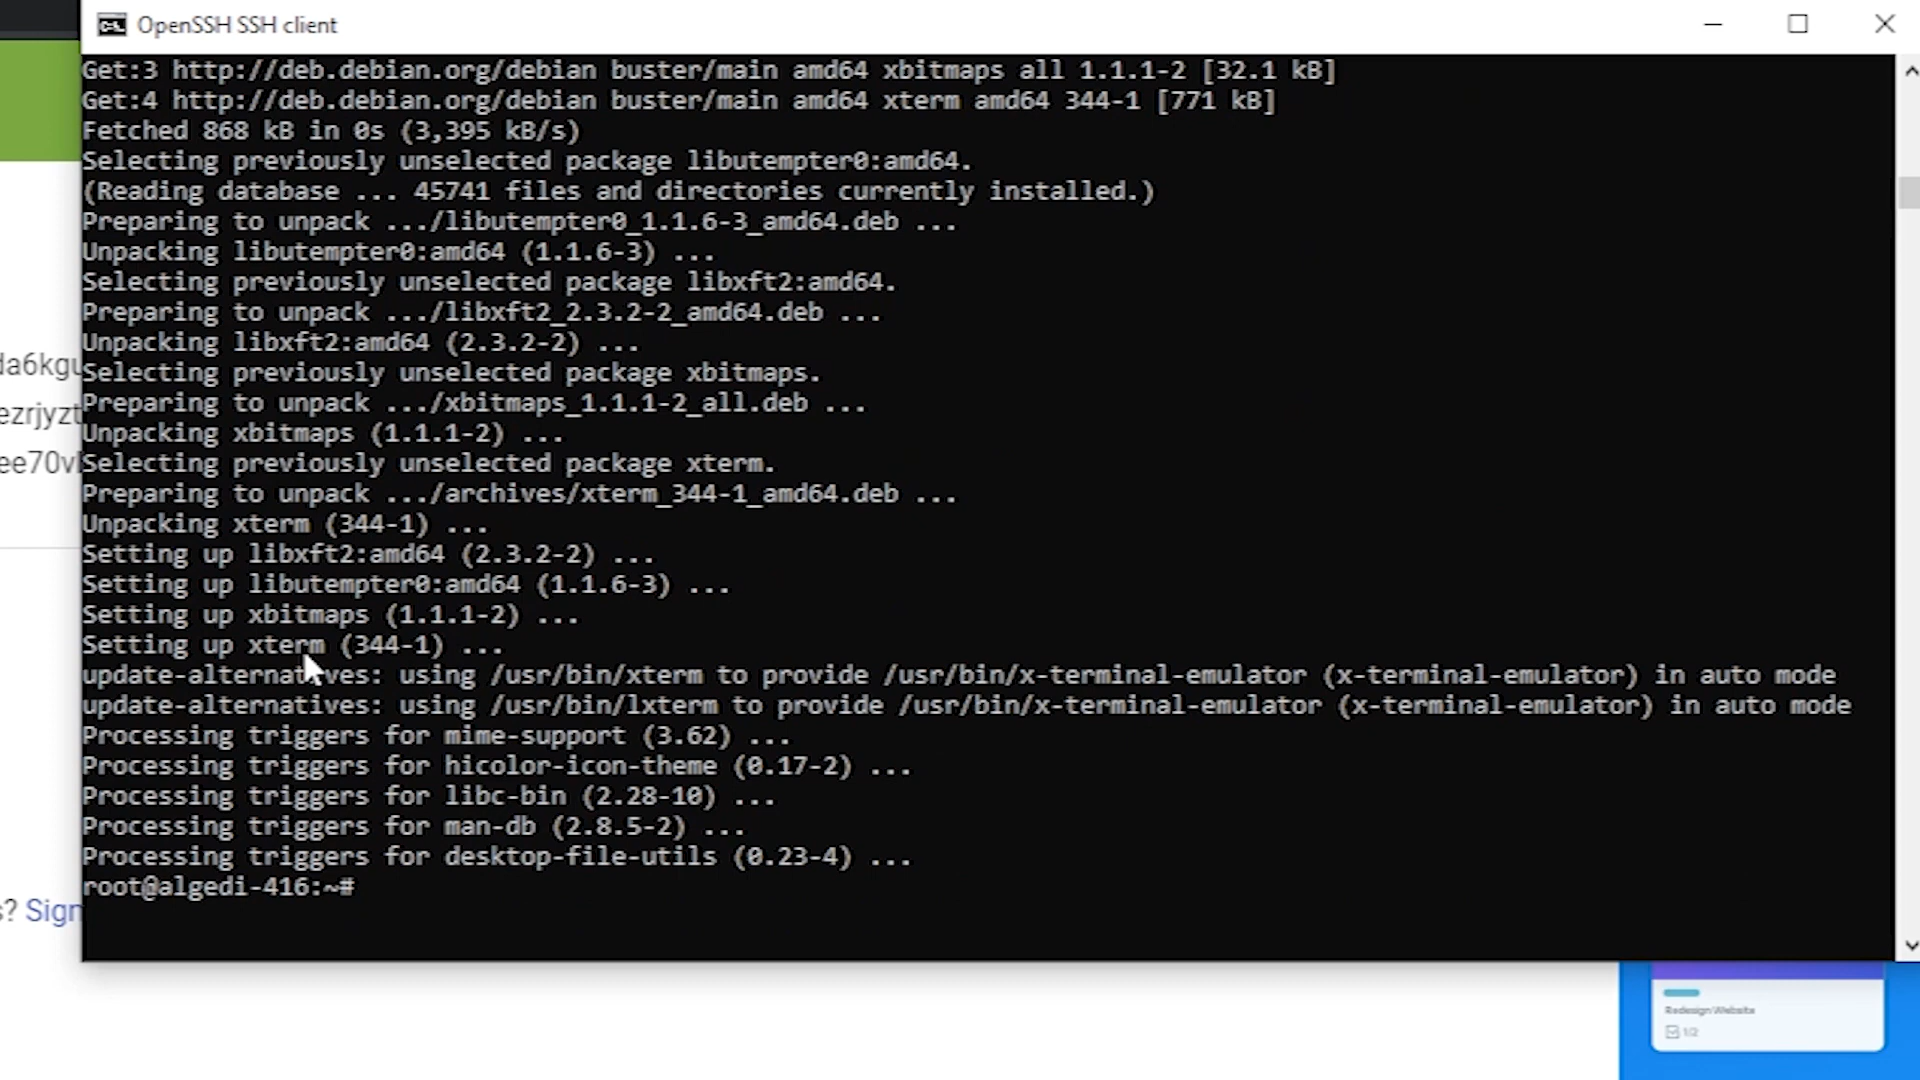 OpenSSH SSH client
Get:3 http://deb.debian.org/debian buster/main amd64 xbitmaps all 1.1.1-2 [32.1 kB]
Get:4 http://deb.debian.org/debian buster/main amd64 xterm amd64 344-1 [771 kB]
Fetched 868 kB in 0s (3,395 kB/s)
Selecting previously unselected package libutempter0:amd64.
(Reading database ... 45741 files and directories currently installed.)
Preparing to unpack .../libutempter0_1.1.6-3_amd64.deb ...
Unpacking libutempter0:amd64 (1.1.6-3) ...
Selecting previously unselected package libxft2:amd64.
Preparing to unpack .../libxft2_2.3.2-2_amd64.deb ...
Unpacking libxft2:amd64 (2.3.2-2) ...
da6kgu
Selecting previously unselected package xbitmaps.
ezrjyzt
Preparing to unpack .../xbitmaps_1.1.1-2_all.deb ...
Unpacking xbitmaps (1.1.1-2) ...
ee70v
Selecting previously unselected package xterm.
Preparing to unpack .../archives/xterm_344-1_amd64.deb ...
Unpacking xterm (344-1) ...
Setting up libxft2:amd64 (2.3.2-2) ...
Setting up libutempter0:amd64 (1.1.6-3) ...
Setting up xbitmaps (1.1.1-2) ...
Setting up xterm (344-1) ...
update-alternatives: using /usr/bin/xterm to provide /usr/bin/x-terminal-emulator (x-terminal-emulator) in auto mode
update-alternatives: using /usr/bin/lxterm to provide /usr/bin/x-terminal-emulator (x-terminal-emulator) in auto mode
Processing triggers for mime-support (3.62) ...
Processing triggers for hicolor-icon-theme (0.17-2) ...
Processing triggers for libc-bin (2.28-10) ...
Processing triggers for man-db (2.8.5-2) ...
Processing triggers for desktop-file-utils (0.23-4) ...
root@algedi-416:~#
s? Sign
Redesign Website
1/2